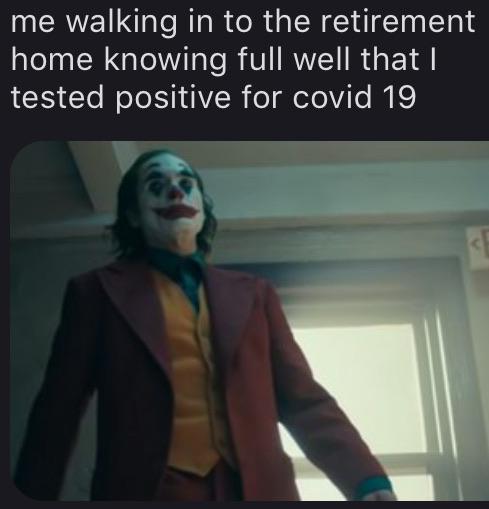 me walking in to the retirement
home knowing full well that I
tested positive for covid 19